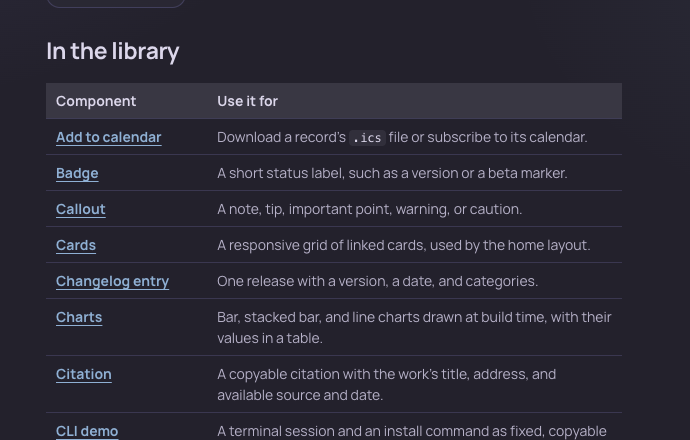 In the library
Component Use it for
Add to calendar Download a record's .ics file or subscribe to its calendar.
Badge A short status label, such as a version or a beta marker.
Callout A note, tip, important point, warning, or caution.
Cards A responsive grid of linked cards, used by the home layout.
Changelog entry One release with a version, a date, and categories.
Charts Bar, stacked bar, and line charts drawn at build time, with their
values in a table.
Citation A copyable citation with the work's title, address, and
available source and date.
CLI demo A terminal session and an install command as fixed, copyable